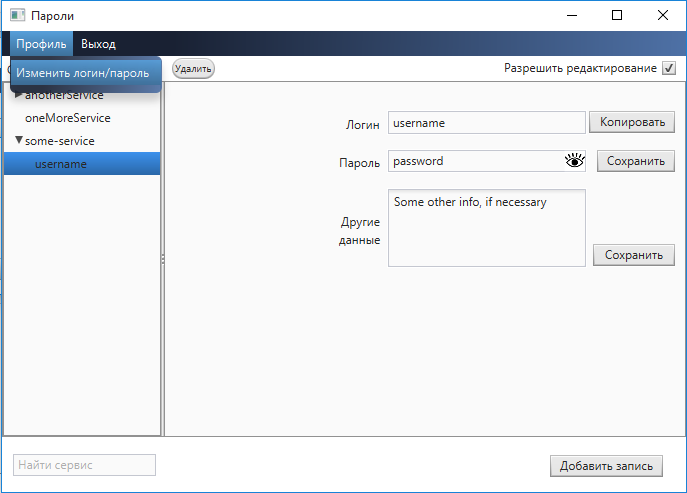 Пароли
Профиль Выход
Изменить логин/пароль
Удалить
Разрешить редактирование
anotherService
oneMoreService
some-service
username
Логин username Копировать
Пароль password Сохранить
Другие данные
Some other info, if necessary
Сохранить
Найти сервис
Добавить запись